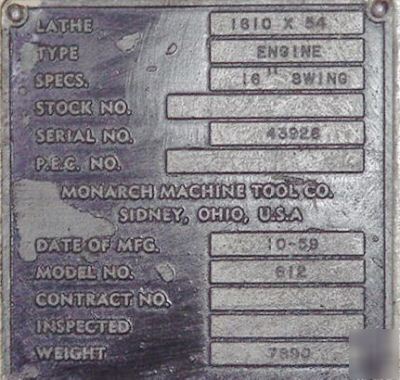 LATHE 1610 X 54
TYPE ENGINE
SPECS. 16" SWING
STOCK NO.
SERIAL NO. 43926
P.E.C. NO.
MONARCH MACHINE TOOL CO.
SIDNEY, OHIO, U.S.A
DATE OF MFG. 10-59
MODEL NO. 612
CONTRACT NO.
INSPECTED
WEIGHT 7890